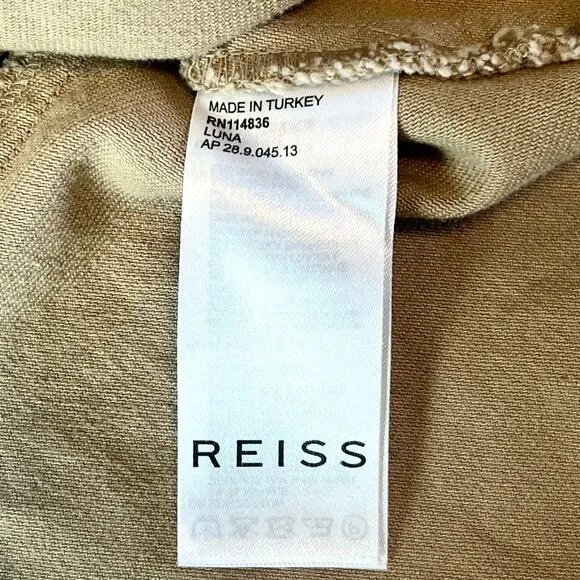 MADE IN TURKEY
RN114836
LUNA
AP 28.9.045.13
REISS